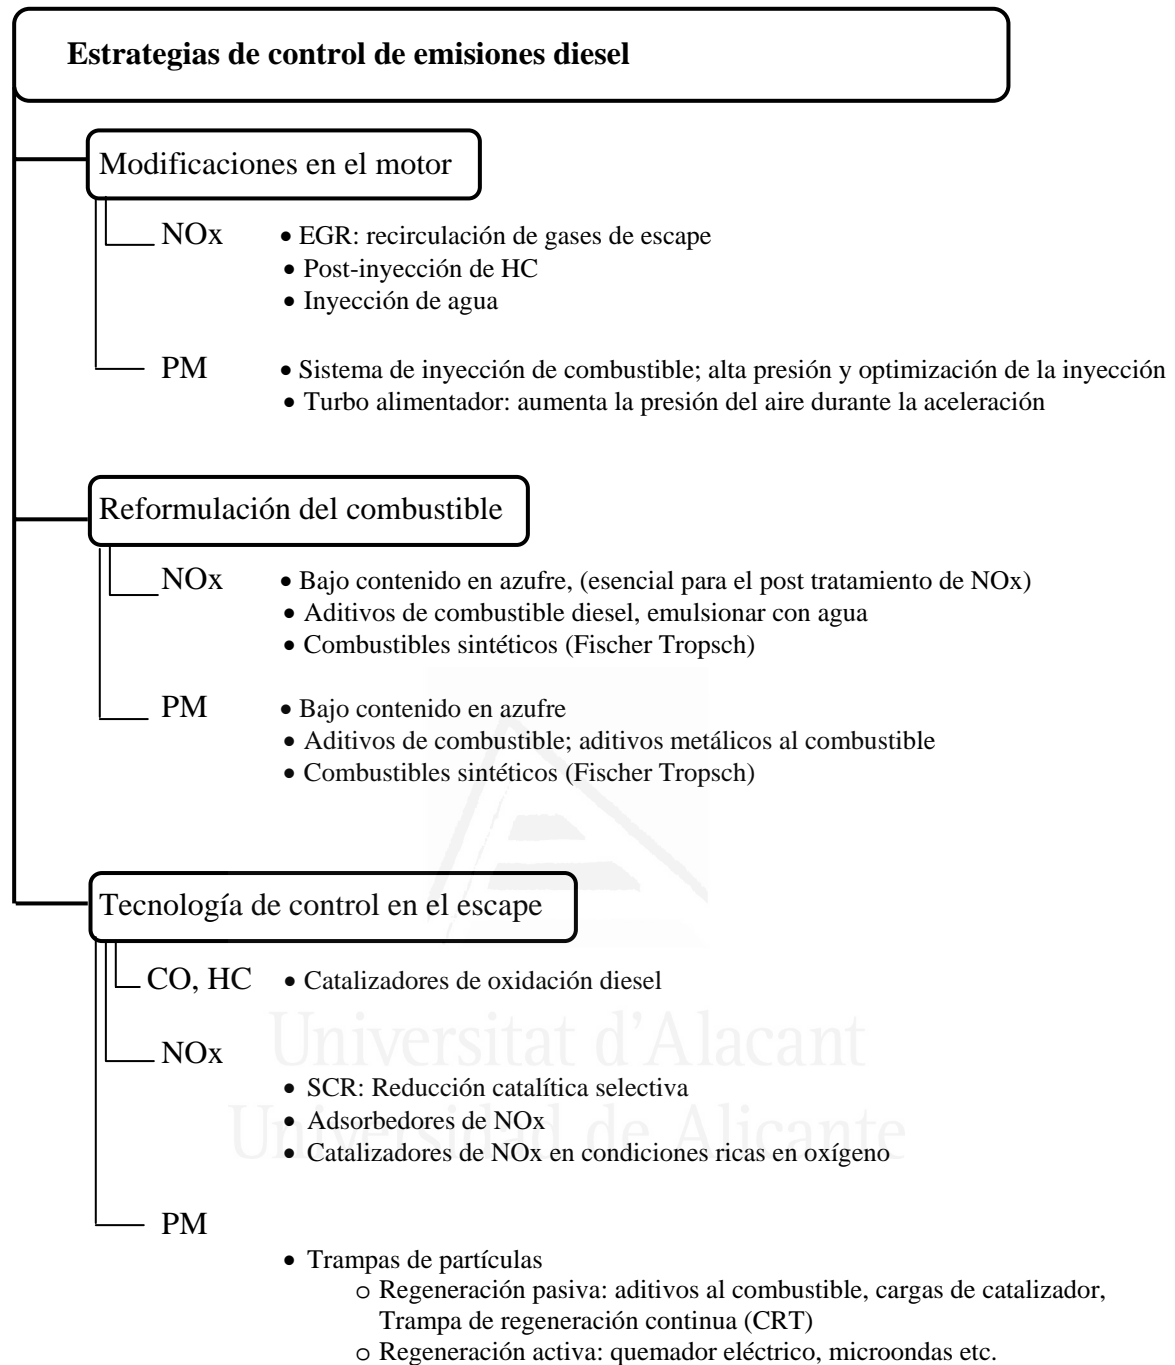 Estrategias de control de emisiones diesel
Modificaciones en el motor
NOx
• EGR: recirculación de gases de escape
• Post-inyección de HC
• Inyección de agua
PM
• Sistema de inyección de combustible; alta presión y optimización de la inyección
• Turbo alimentador: aumenta la presión del aire durante la aceleración
Reformulación del combustible
NOx
• Bajo contenido en azufre, (esencial para el post tratamiento de NOx)
• Aditivos de combustible diesel, emulsionar con agua
• Combustibles sintéticos (Fischer Tropsch)
PM
• Bajo contenido en azufre
• Aditivos de combustible; aditivos metálicos al combustible
• Combustibles sintéticos (Fischer Tropsch)
Tecnología de control en el escape
CO, HC
• Catalizadores de oxidación diesel
Universitat d'Alacant
NOx
• SCR: Reducción catalítica selectiva
Universidad de Alicante
• Adsorbedores de NOx
• Catalizadores de NOx en condiciones ricas en oxígeno
PM
• Trampas de partículas
o Regeneración pasiva: aditivos al combustible, cargas de catalizador,
Trampa de regeneración continua (CRT)
o Regeneración activa: quemador eléctrico, microondas etc.